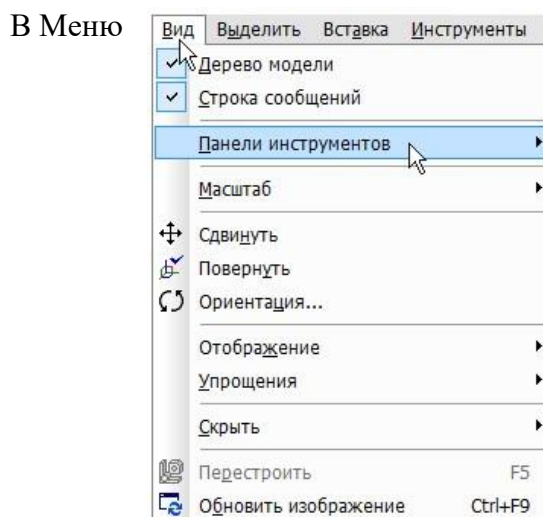 В Меню
Вид Выделить Вставка Инструменты
Дерево модели
Строка сообщений
Панели инструментов
Масштаб
Сдвинуть
Повернуть
Ориентация...
Отображение
Упрощения
Скрыть
Перестроить F5
Обновить изображение Ctrl+F9